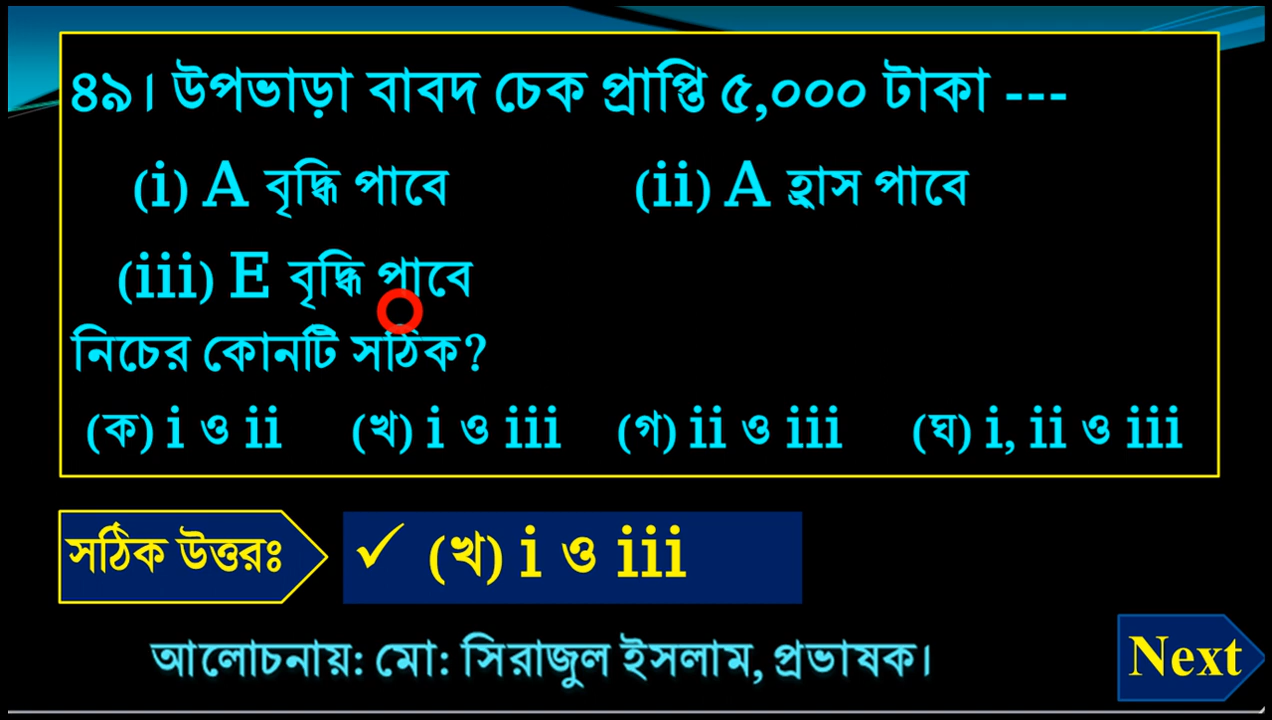 ৪৯। উপভাড়া বাবদ চেক প্রাপ্তি ৫,০০০ টাকা ---
(i) A বৃদ্ধি পাবে (ii) A হ্রাস পাবে
(iii) E বৃদ্ধি পাবে
নিচের কোনটি সঠিক?
(ক) i ও ii (খ) i ও iii (গ) ii ও iii (ঘ) i, ii ও iii
সঠিক উত্তরঃ ✓ (খ) i ও iii
আলোচনায়: মো: সিরাজুল ইসলাম, প্রভাষক।
Next